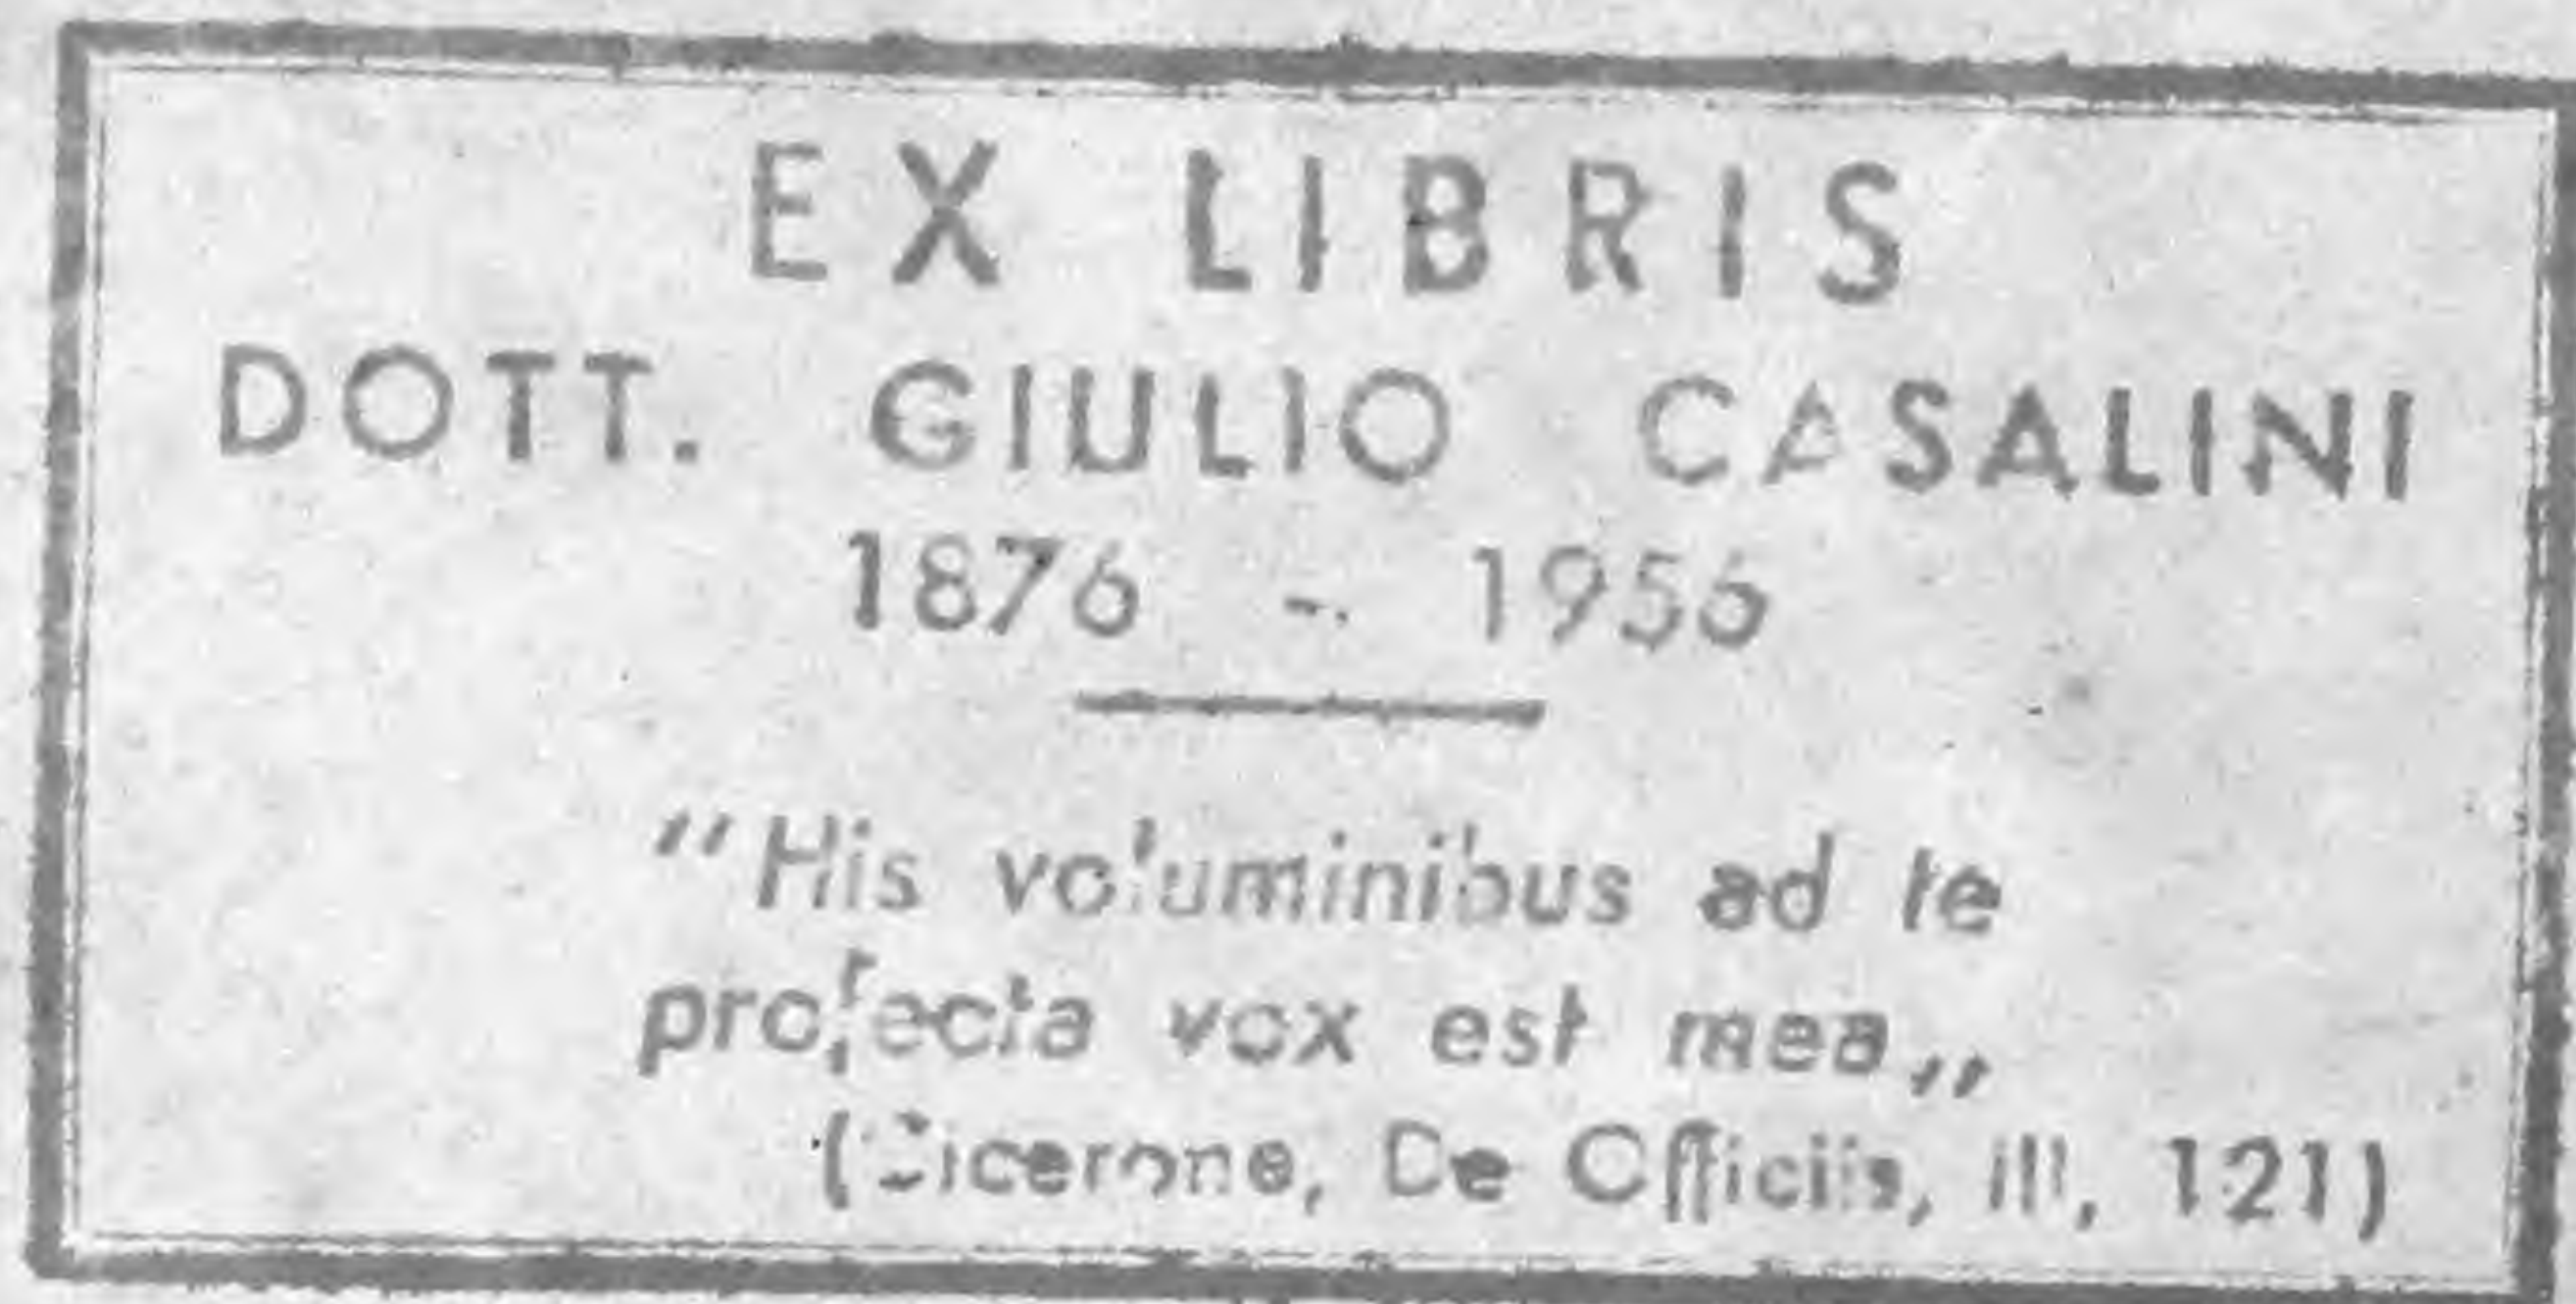 EX LIBRIS
DOTT. GIULIO CASALINI
1876 - 1956
"His voluminibus ad te
profecta vox est mea„
(Cicerone, De Officiis, III, 121)